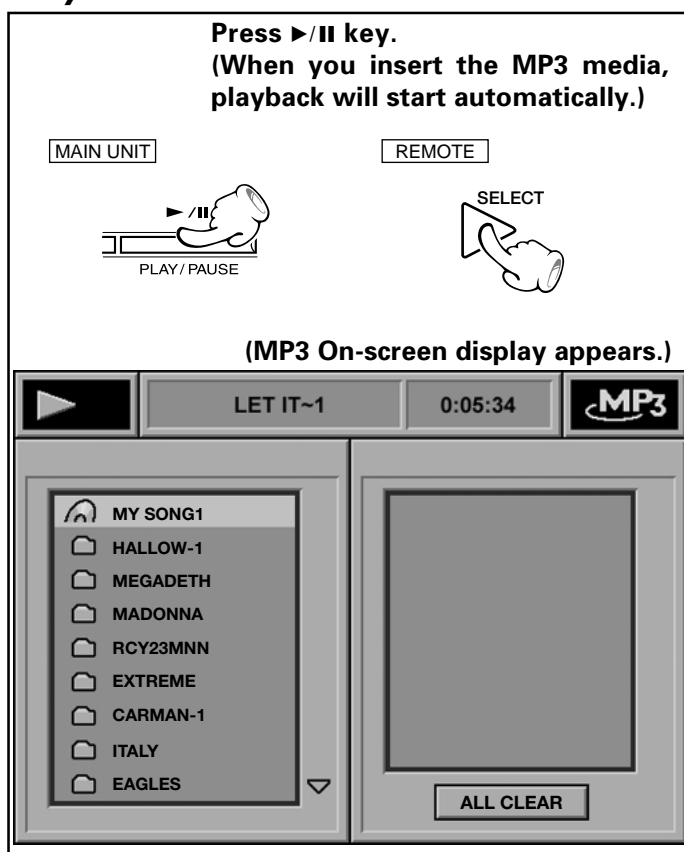 Press ►/II key.
(When you insert the MP3 media,
playback will start automatically.)
MAIN UNIT
REMOTE
►/II
PLAY/PAUSE
SELECT
(MP3 On-screen display appears.)
LET IT~1
0:05:34
MP3
MY SONG1
HALLOW-1
MEGADETH
MADONNA
RCY23MNN
EXTREME
CARMAN-1
ITALY
EAGLES
ALL CLEAR